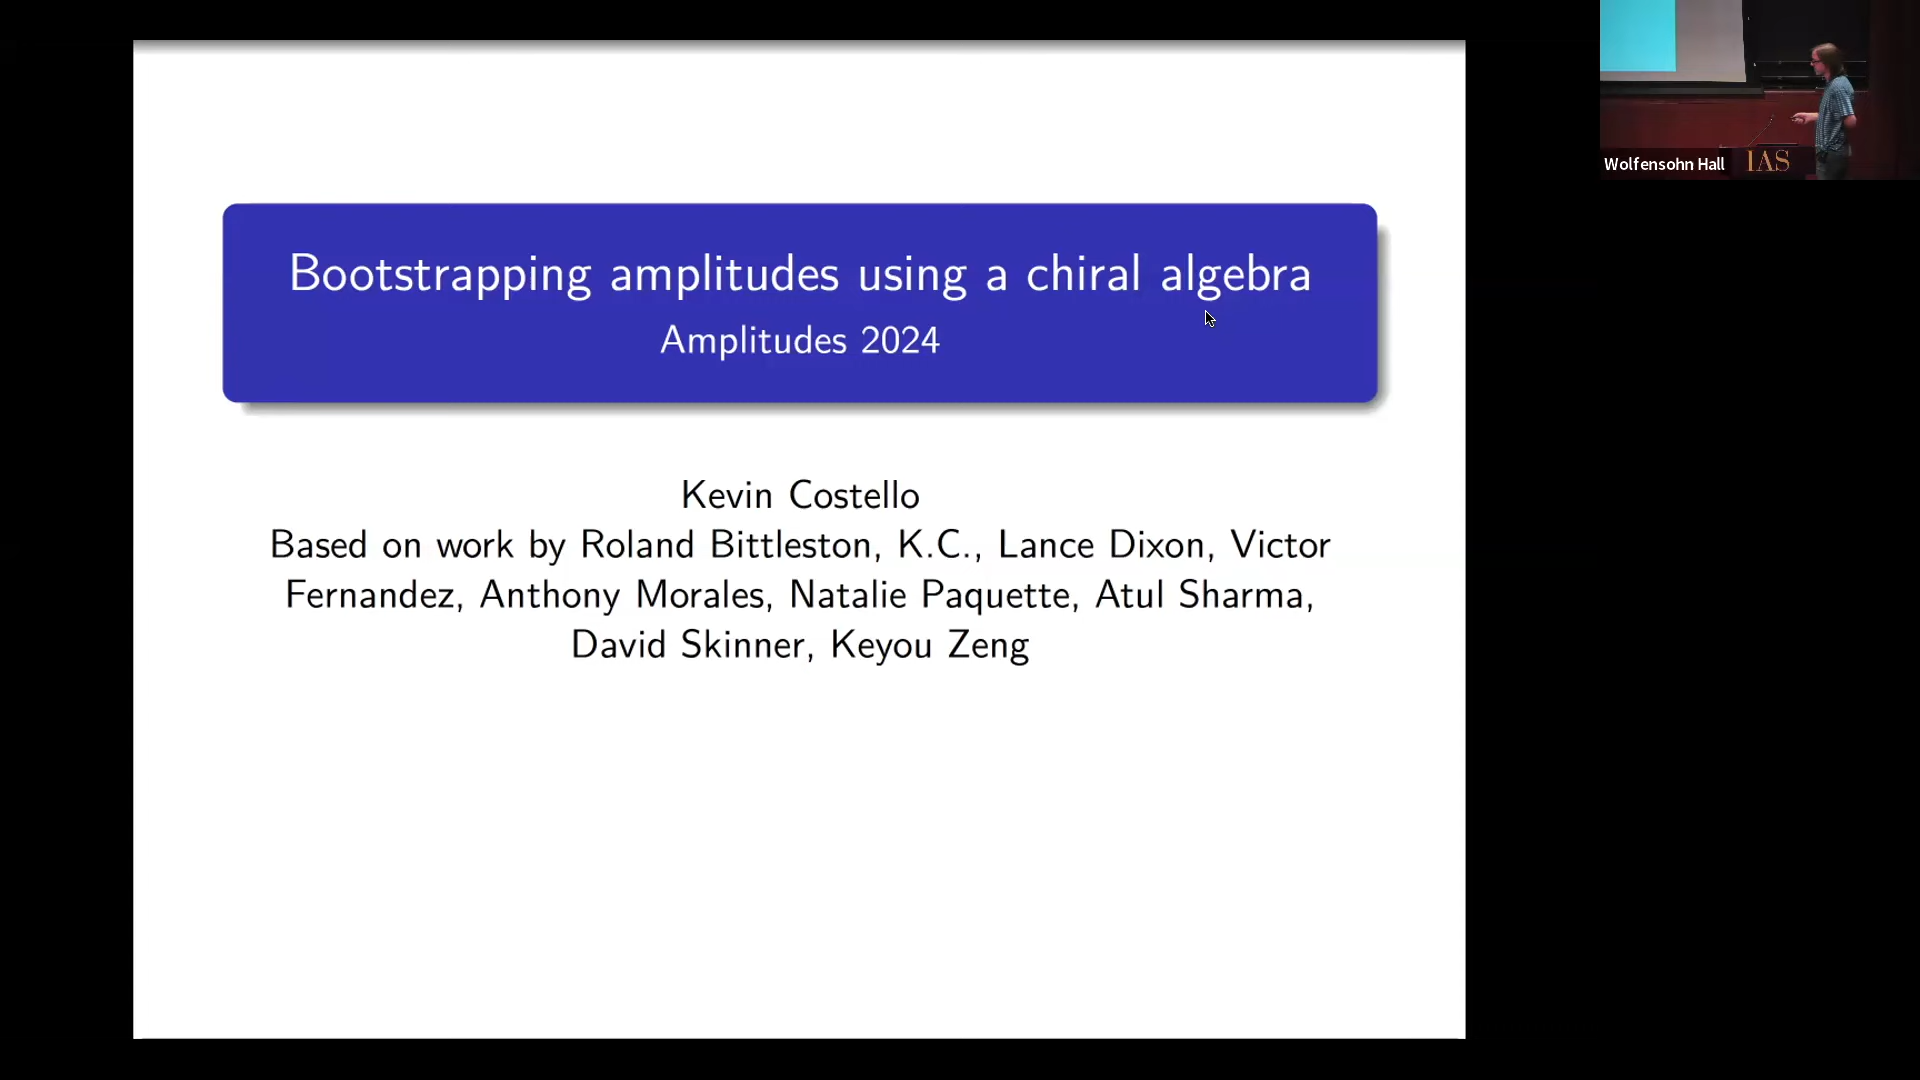 Bootstrapping amplitudes using a chiral algebra
Amplitudes 2024
Kevin Costello
Based on work by Roland Bittleston, K.C., Lance Dixon, Victor
Fernandez, Anthony Morales, Natalie Paquette, Atul Sharma,
David Skinner, Keyou Zeng
Wolfensohn Hall
IAS